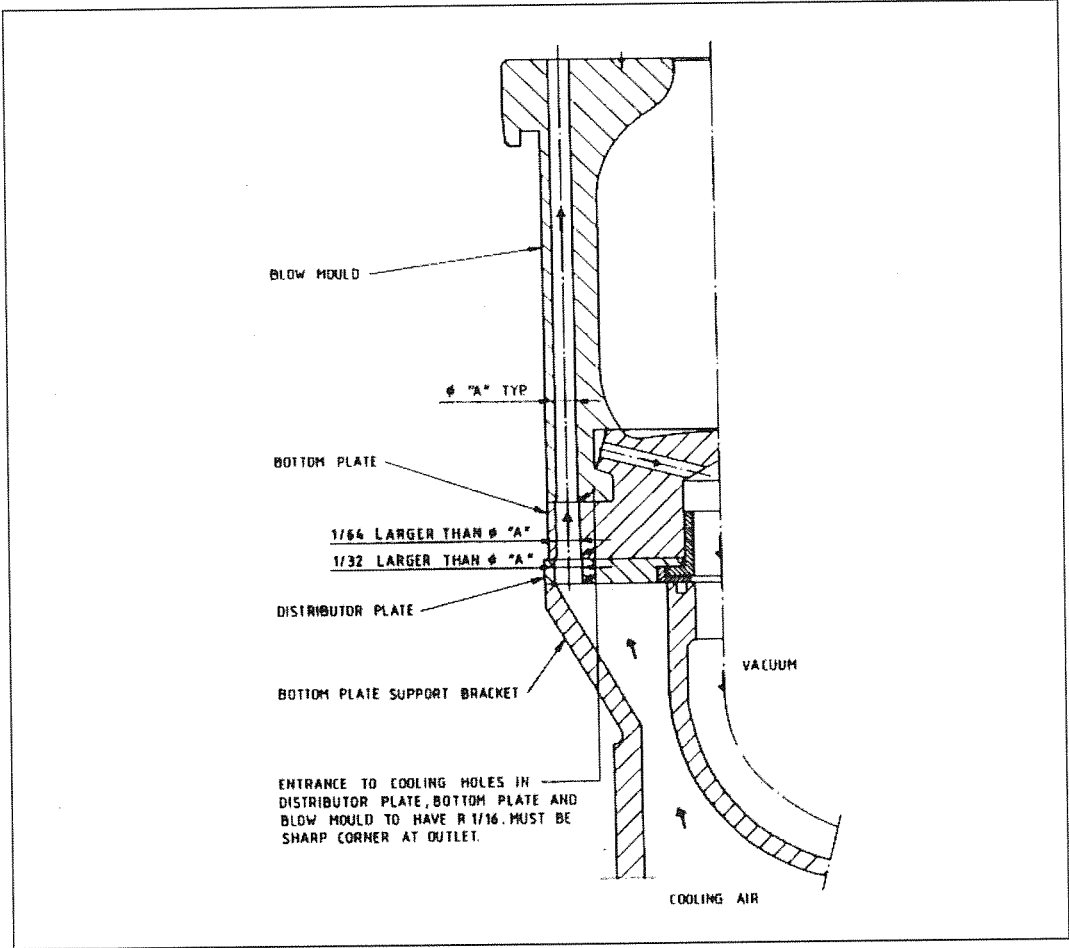 BLOW MOULD
ø "A" TYP
BOTTOM PLATE
1/64 LARGER THAN ø "A"
1/32 LARGER THAN ø "A"
DISTRIBUTOR PLATE
BOTTOM PLATE SUPPORT BRACKET
VACUUM
ENTRANCE TO COOLING HOLES IN
DISTRIBUTOR PLATE, BOTTOM PLATE AND
BLOW MOULD TO HAVE R 1/16. MUST BE
SHARP CORNER AT OUTLET.
COOLING AIR